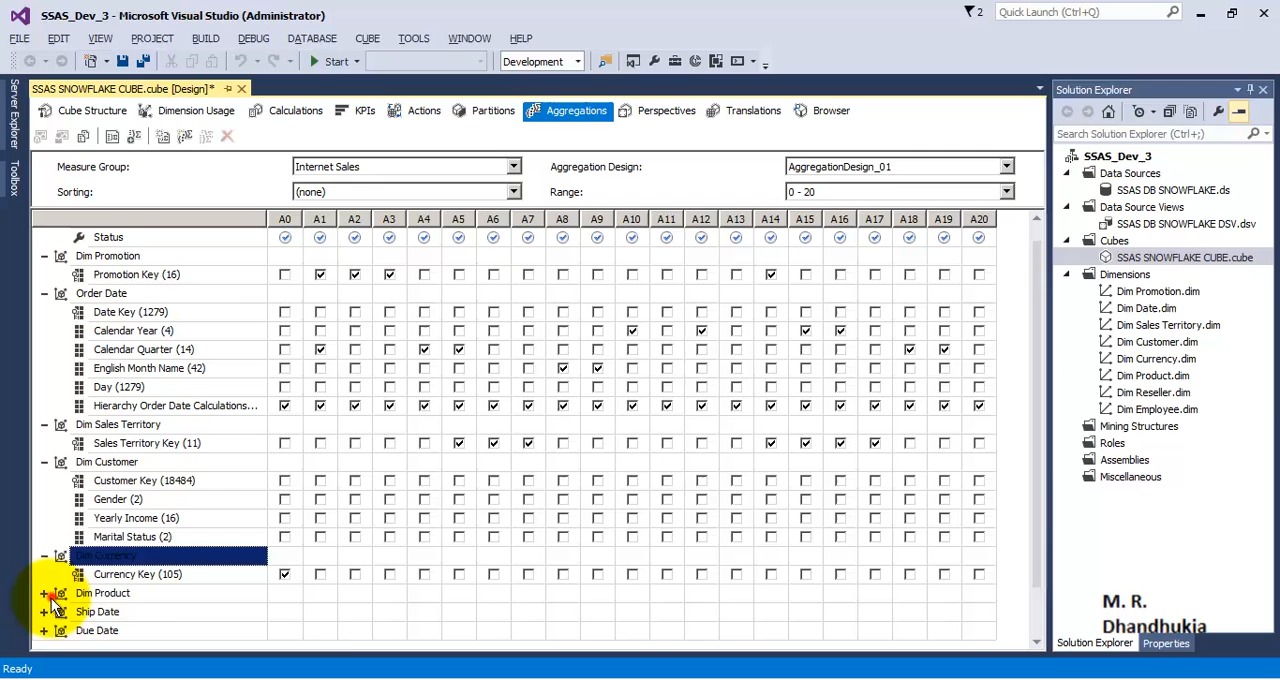 SSAS_Dev_3 - Microsoft Visual Studio (Administrator)
2
Quick Launch (Ctrl+Q)
FILE EDIT VIEW PROJECT BUILD DEBUG DATABASE CUBE TOOLS WINDOW HELP
Start
Development
Server Explorer
Toolbox
SSAS SNOWFLAKE CUBE.cube [Design]*
Cube Structure Dimension Usage Calculations Actions Partitions Aggregations Perspectives Translations Browser
Measure Group: Internet Sales Aggregation Design: AggregationDesign_01
Sorting: (none) Range: 0 - 20
A0 A1 A2 A3 A4 A5 A6 A7 A8 A9 A10 A11 A12 A13 A14 A15 A16 A17 A18 A19 A20
Status
Dim Promotion
Promotion Key (16)
Order Date
Date Key (1279)
Calendar Year (4)
Calendar Quarter (14)
English Month Name (42)
Day (1279)
Hierarchy Order Date Calculations...
Dim Sales Territory
Sales Territory Key (11)
Dim Customer
Customer Key (18484)
Gender (2)
Yearly Income (16)
Marital Status (2)
Dim Currency
Currency Key (105)
Dim Product
Ship Date
Due Date
Solution Explorer
Search Solution Explorer (Ctrl+;)
SSAS_Dev_3
Data Sources
SSAS DB SNOWFLAKE.ds
Data Source Views
SSAS DB SNOWFLAKE DSV.dsv
Cubes
SSAS SNOWFLAKE CUBE.cube
Dimensions
Dim Promotion.dim
Dim Date.dim
Dim Sales Territory.dim
Dim Customer.dim
Dim Currency.dim
Dim Product.dim
Dim Reseller.dim
Dim Employee.dim
Mining Structures
Roles
Assemblies
Miscellaneous
M. R.
Dhandhukia
Solution Explorer Properties
Ready